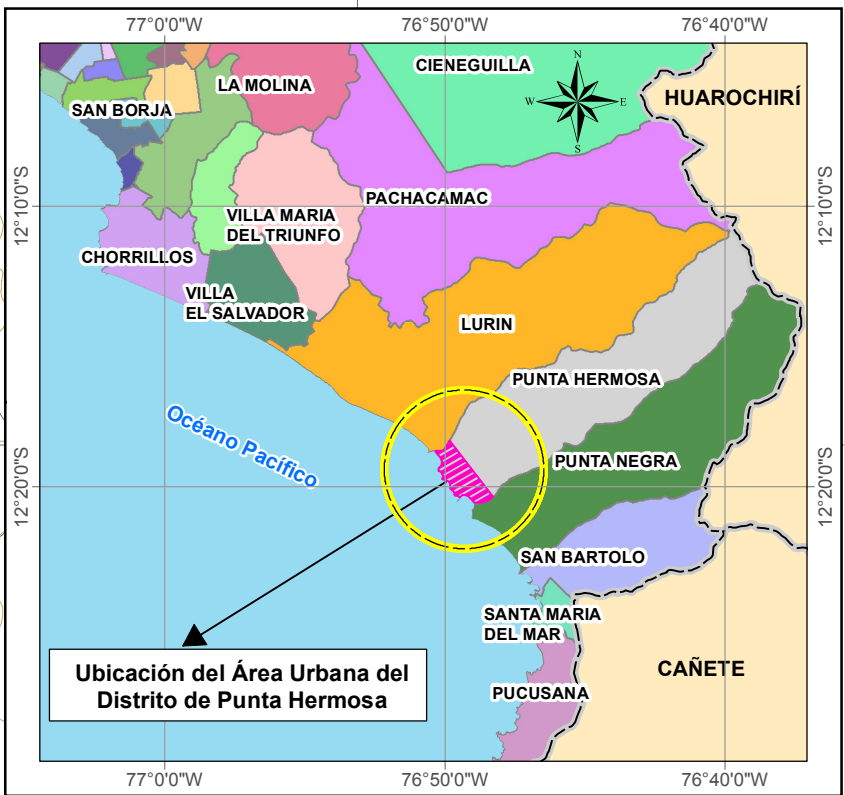 77°0'0"W
76°50'0"W
76°40'0"W
CIENEGUILLA
LA MOLINA
N
W
E
S
HUAROCHIRÍ
SAN BORJA
12°10'0"S
12°10'0"S
PACHACAMAC
VILLA MARIA
DEL TRIUNFO
CHORRILLOS
VILLA
EL SALVADOR
LURIN
PUNTA HERMOSA
Océano Pacífico
PUNTA NEGRA
12°20'0"S
12°20'0"S
SAN BARTOLO
SANTA MARIA
DEL MAR
Ubicación del Área Urbana del
Distrito de Punta Hermosa
CAÑETE
PUCUSANA
77°0'0"W
76°50'0"W
76°40'0"W